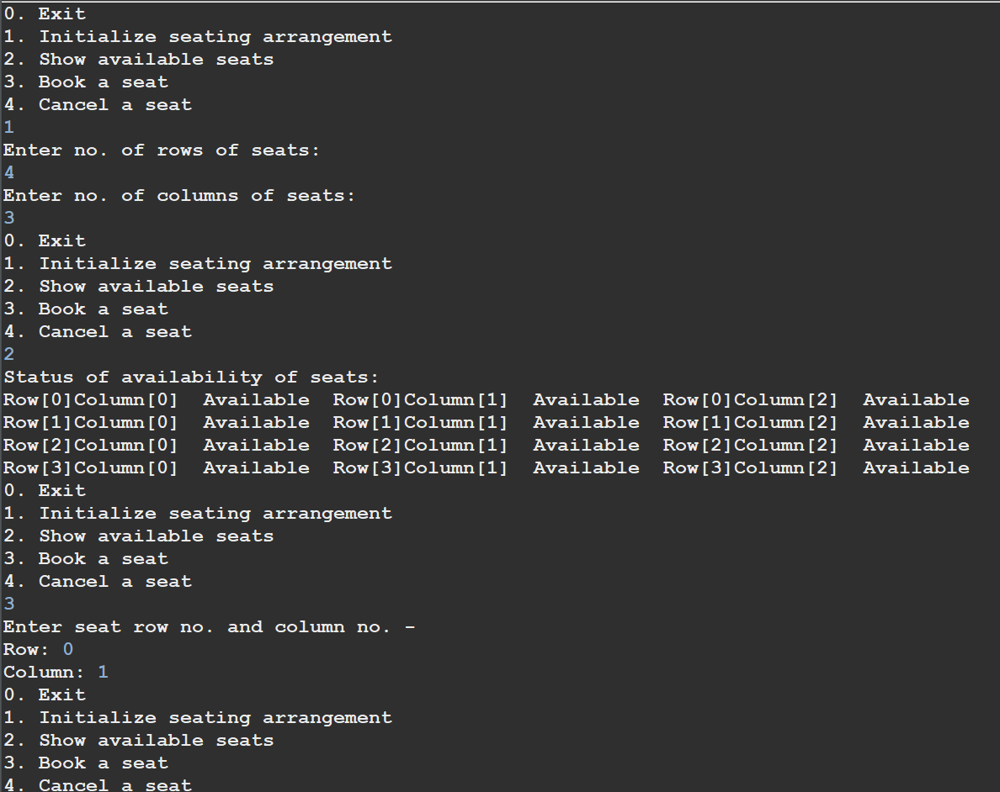 0. Exit
1. Initialize seating arrangement
2. Show available seats
3. Book a seat
4. Cancel a seat
1
Enter no. of rows of seats:
4
Enter no. of columns of seats:
3
0. Exit
1. Initialize seating arrangement
2. Show available seats
3. Book a seat
4. Cancel a seat
2
Status of availability of seats:
Row[0]Column[0]  Available  Row[0]Column[1]  Available  Row[0]Column[2]  Available
Row[1]Column[0]  Available  Row[1]Column[1]  Available  Row[1]Column[2]  Available
Row[2]Column[0]  Available  Row[2]Column[1]  Available  Row[2]Column[2]  Available
Row[3]Column[0]  Available  Row[3]Column[1]  Available  Row[3]Column[2]  Available
0. Exit
1. Initialize seating arrangement
2. Show available seats
3. Book a seat
4. Cancel a seat
3
Enter seat row no. and column no. -
Row: 0
Column: 1
0. Exit
1. Initialize seating arrangement
2. Show available seats
3. Book a seat
4. Cancel a seat